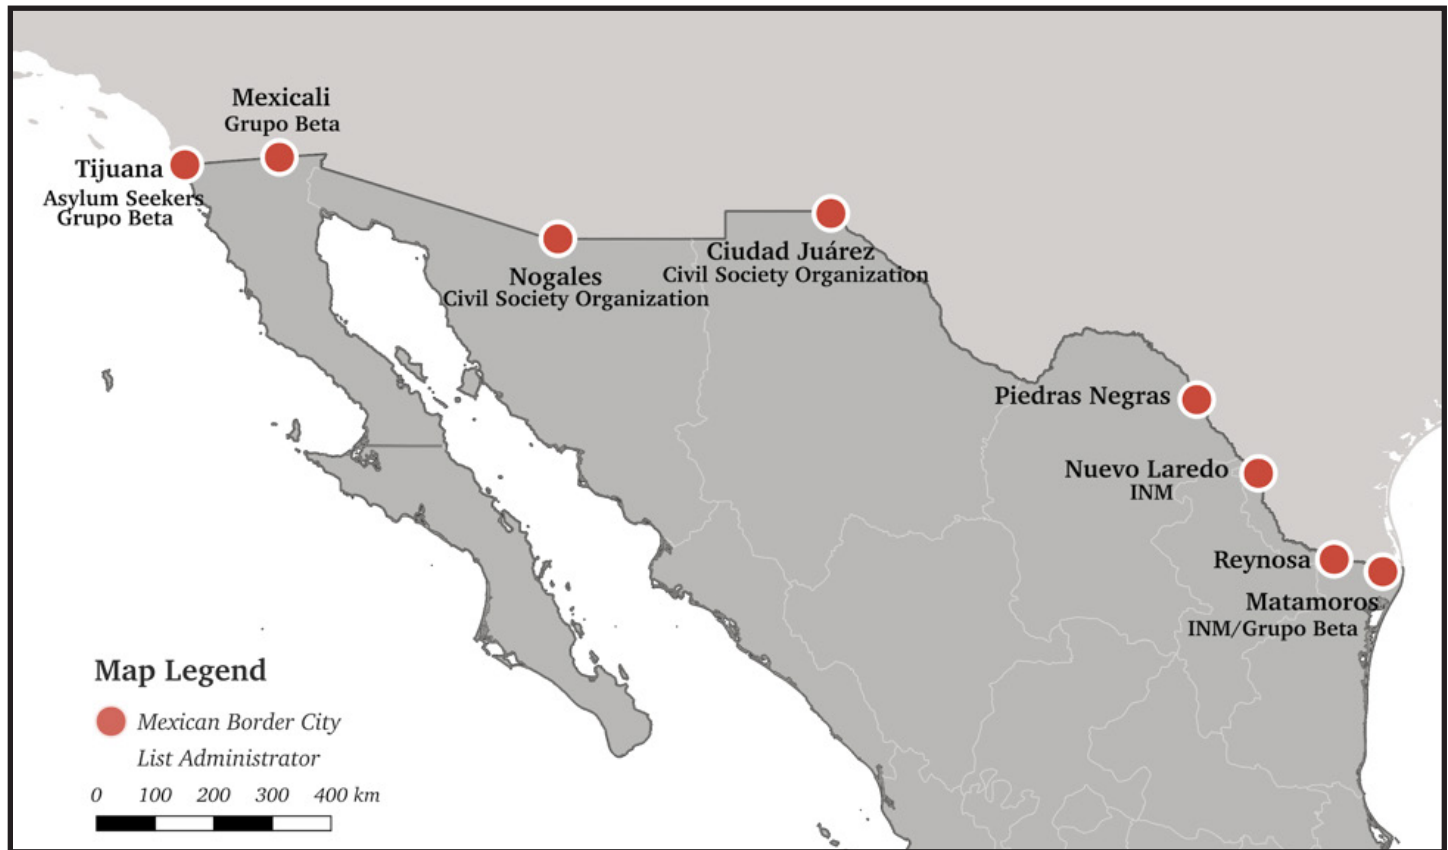 Mexicali
Grupo Beta
Tijuana
Asylum Seekers
Grupo Beta
Nogales
Civil Society Organization
Ciudad Juárez
Civil Society Organization
Piedras Negras
Nuevo Laredo
INM
Reynosa
Matamoros
INM/Grupo Beta
Map Legend
Mexican Border City
List Administrator
0 100 200 300 400 km